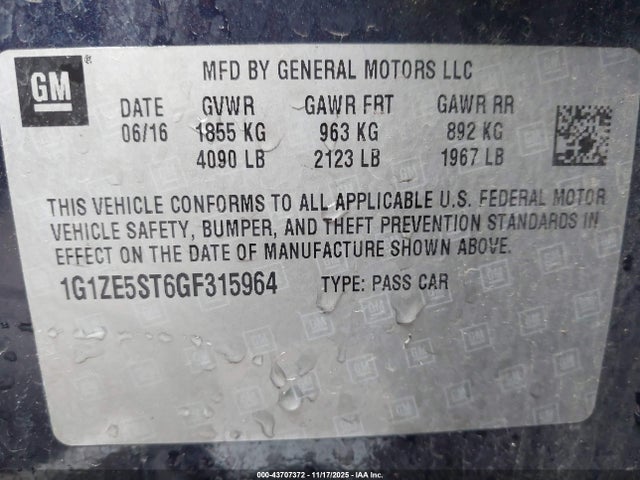 GM
MFD BY GENERAL MOTORS LLC
DATE GVWR GAWR FRT GAWR RR
06/16 1855 KG 963 KG 892 KG
4090 LB 2123 LB 1967 LB
THIS VEHICLE CONFORMS TO ALL APPLICABLE U.S. FEDERAL MOTOR
VEHICLE SAFETY, BUMPER, AND THEFT PREVENTION STANDARDS IN
EFFECT ON THE DATE OF MANUFACTURE SHOWN ABOVE.
1G1ZE5ST6GF315964 TYPE: PASS CAR
000-43707372 | 11/17/2025 | IAA Inc.